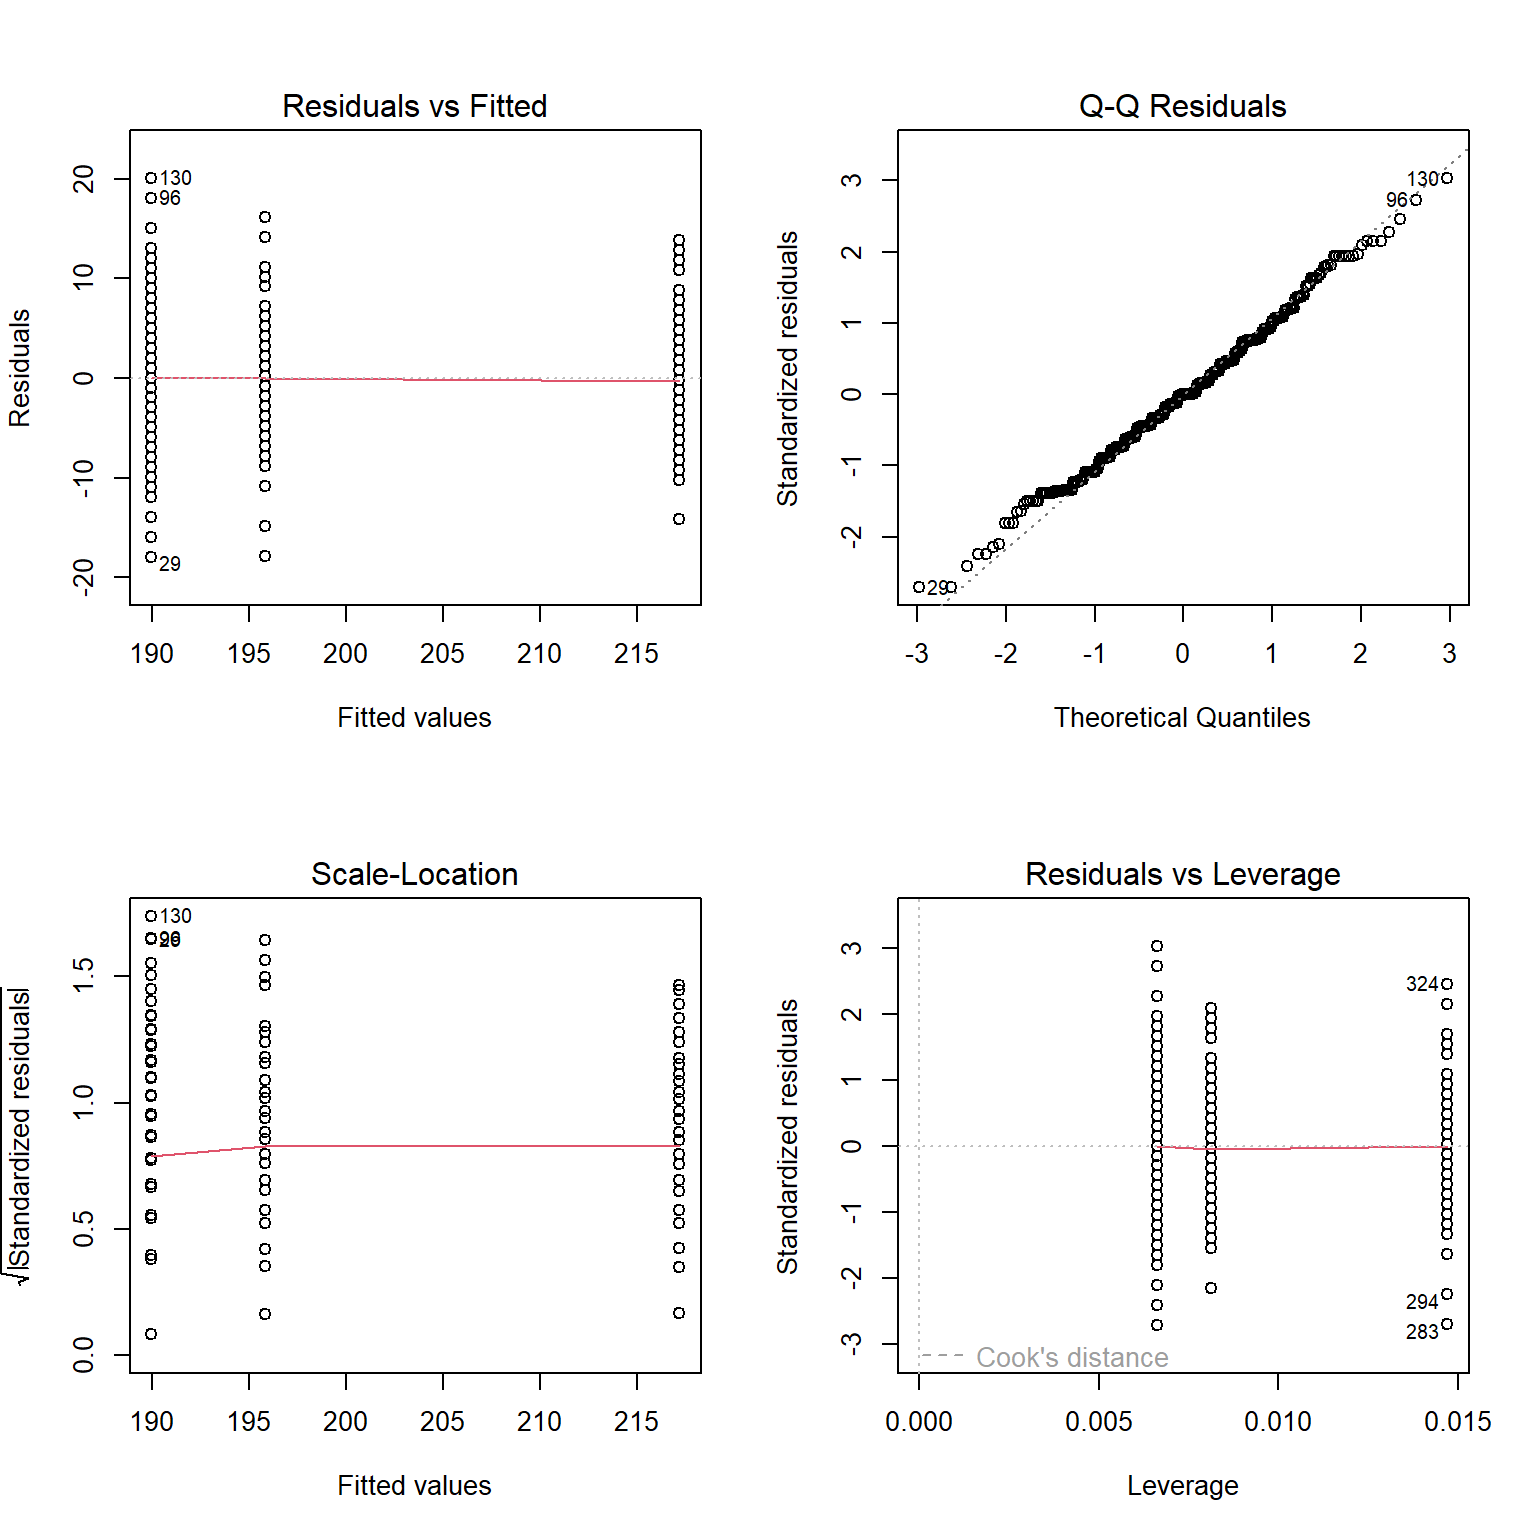 Residuals vs Fitted
20
10
0
-10
-20
Residuals
130
96
29
190 195 200 205 210 215
Fitted values
Q-Q Residuals
3
2
1
0
-1
-2
Standardized residuals
130
96
29
-3 -2 -1 0 1 2 3
Theoretical Quantiles
Scale-Location
1.5
1.0
0.5
0.0
√|Standardized residuals|
130
190 195 200 205 210 215
Fitted values
Residuals vs Leverage
3
2
1
0
-1
-2
-3
Standardized residuals
324
294
283
Cook's distance
0.000 0.005 0.010 0.015
Leverage